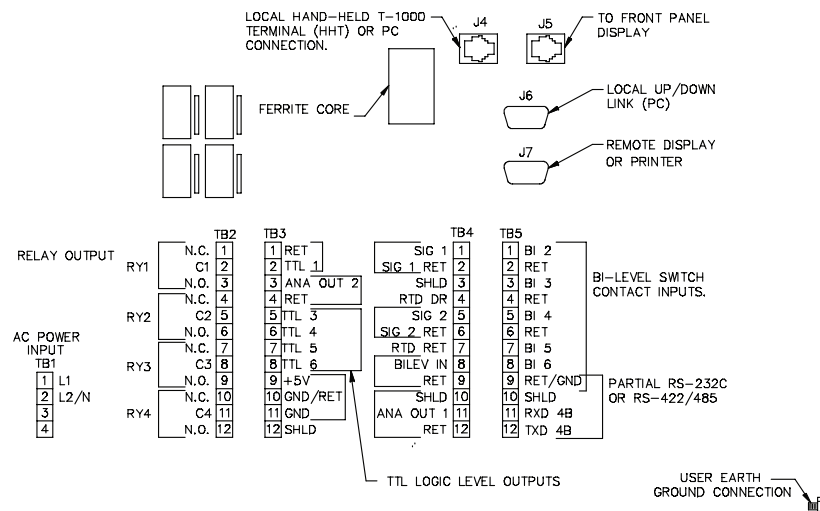 LOCAL HAND-HELD T-1000
TERMINAL (HHT) OR PC
CONNECTION.
J4
J5
TO FRONT PANEL
DISPLAY
FERRITE CORE
J6
LOCAL UP/DOWN
LINK (PC)
J7
REMOTE DISPLAY
OR PRINTER
RELAY OUTPUT
RY1
RY2
RY3
RY4
AC POWER
INPUT
TB1
1 L1
2 L2/N
3
4
TB2
N.C. 1
C1 2
N.O. 3
N.C. 4
C2 5
N.O. 6
N.C. 7
C3 8
N.O. 9
N.C. 10
C4 11
N.O. 12
TB3
1 RET
2 TTL 1
3 ANA OUT 2
4 RET
5 TTL 3
6 TTL 4
7 TTL 5
8 TTL 6
9 +5V
10 GND/RET
11 GND
12 SHLD
TTL LOGIC LEVEL OUTPUTS
TB4
SIG 1 1
SIG 1 RET 2
SHLD 3
RTD DR 4
SIG 2 5
SIG 2 RET 6
RTD RET 7
BILEV IN 8
RET 9
SHLD 10
ANA OUT 1 11
RET 12
TB5
1 BI 2
2 RET
3 BI 3
4 RET
5 BI 4
6 RET
7 BI 5
8 BI 6
9 RET/GND
10 SHLD
11 RXD 4B
12 TXD 4B
BI-LEVEL SWITCH
CONTACT INPUTS.
PARTIAL RS-232C
OR RS-422/485
USER EARTH
GROUND CONNECTION